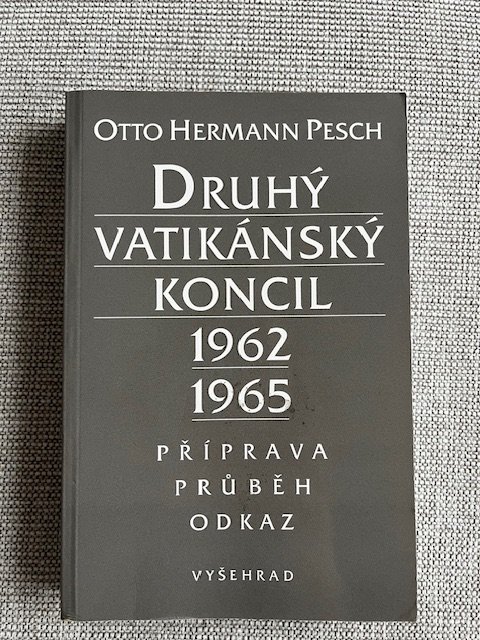 OTTO HERMANN PESCH
DRUHÝ
VATIKÁNSKÝ
KONCIL
1962
1965
PŘÍPRAVA
PRŮBĚH
ODKAZ
VYŠEHRAD